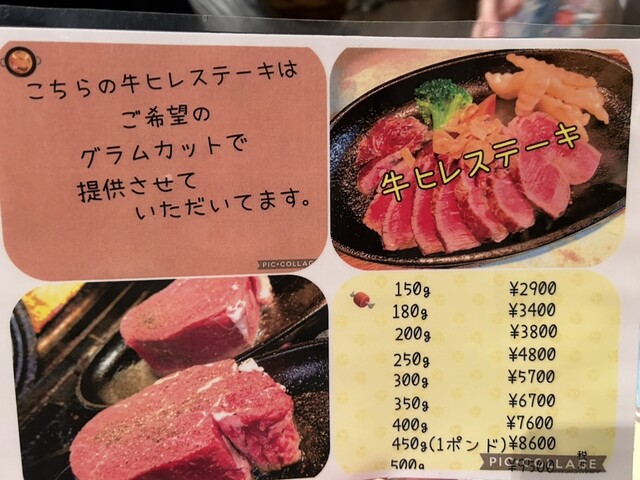 こちらの牛ヒレステーキは
ご希望の
グラムカットで
提供させて
いただいてます。
PIC•COLLAGE
牛ヒレステーキ
150g ¥2900
180g ¥3400
200g ¥3800
250g ¥4800
300g ¥5700
350g ¥6700
400g ¥7600
450g(1ポンド)¥8600
500g ¥9500 税
PIC•COLLAGE